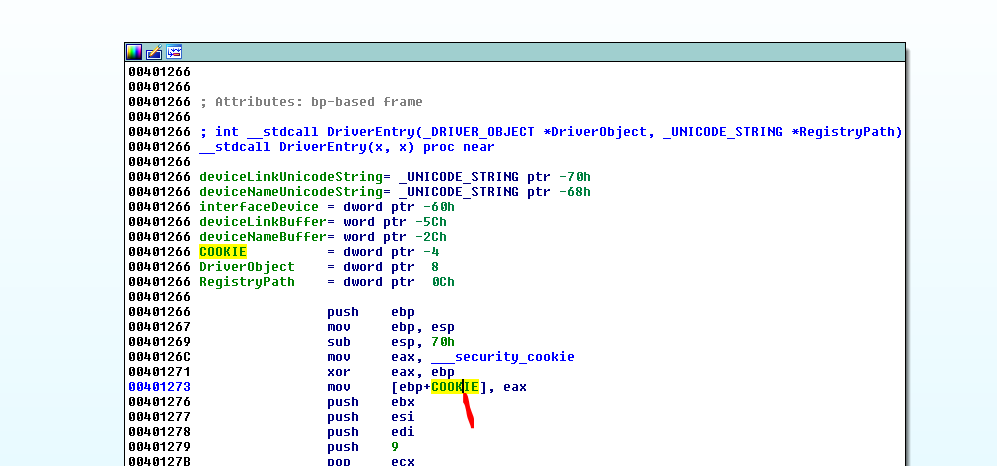 00401266
00401266
00401266 ; Attributes: bp-based frame
00401266
00401266 ; int __stdcall DriverEntry(_DRIVER_OBJECT *DriverObject, _UNICODE_STRING *RegistryPath)
00401266 __stdcall DriverEntry(x, x) proc near
00401266
00401266 deviceLinkUnicodeString= _UNICODE_STRING ptr -70h
00401266 deviceNameUnicodeString= _UNICODE_STRING ptr -68h
00401266 interfaceDevice = dword ptr -60h
00401266 deviceLinkBuffer= word ptr -5Ch
00401266 deviceNameBuffer= word ptr -2Ch
00401266 COOKIE = dword ptr -4
00401266 DriverObject = dword ptr 8
00401266 RegistryPath = dword ptr 0Ch
00401266
00401266 push ebp
00401267 mov ebp, esp
00401269 sub esp, 70h
0040126C mov eax, ___security_cookie
00401271 xor eax, ebp
00401273 mov [ebp+COOKIE], eax
00401276 push ebx
00401277 push esi
00401278 push edi
00401279 push 9
0040127B pop ecx